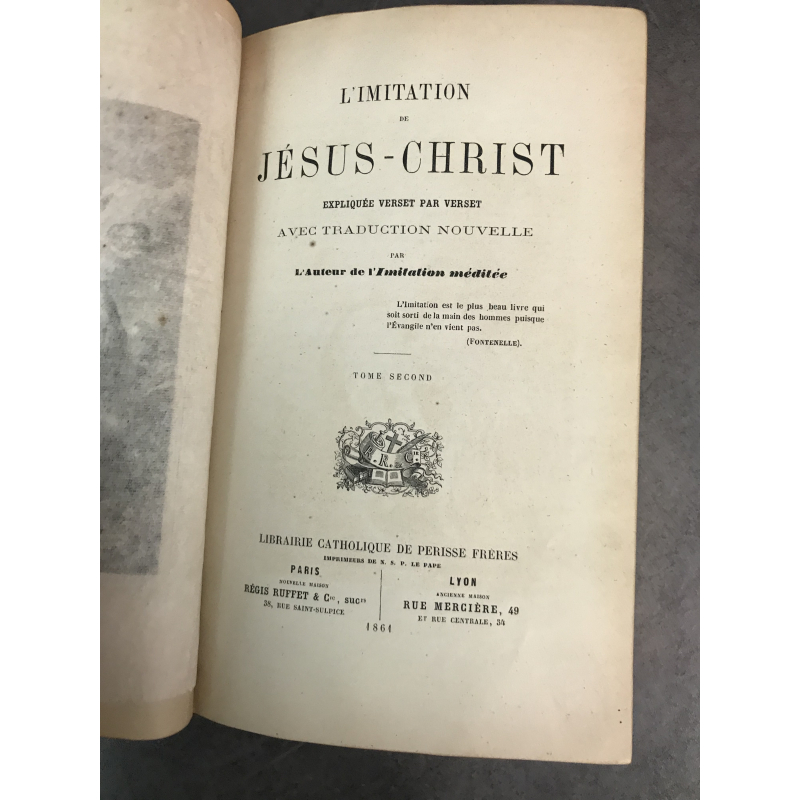 L'IMITATION
DE
JÉSUS-CHRIST
EXPLIQUÉE VERSET PAR VERSET
AVEC TRADUCTION NOUVELLE
PAR
L'Auteur de l'Imitation méditée
L'Imitation est le plus beau livre qui
soit sorti de la main des hommes puisque
l'Évangile n'en vient pas.
(FONTENELLE).
TOME SECOND
LIBRAIRIE CATHOLIQUE DE PERISSE FRÈRES
IMPRIMEURS DE N. S. P. LE PAPE
PARIS
NOUVELLE MAISON
RÉGIS RUFFET & Cie, sucrs
38, RUE SAINT-SULPICE
LYON
ANCIENNE MAISON
RUE MERCIÈRE, 49
ET RUE CENTRALE, 34
1861